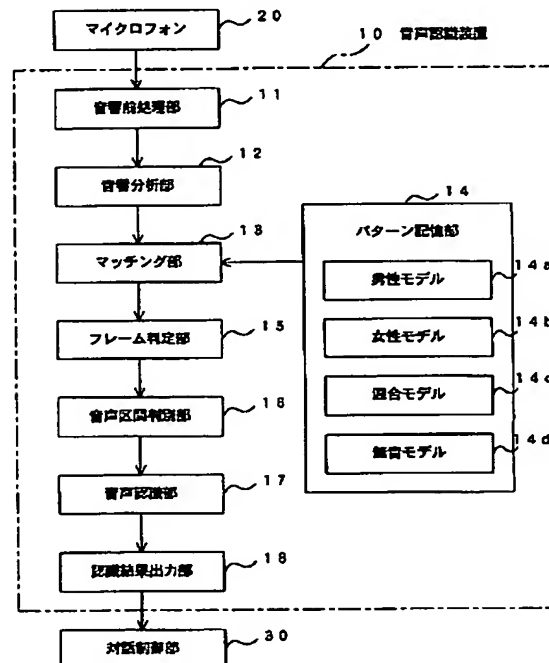 マイクロフォン
20
10 音声認識装置
音響前処理部
11
音響分析部
12
マッチング部
13
14
パターン記憶部
男性モデル
14a
女性モデル
14b
混合モデル
14c
無音モデル
14d
フレーム判定部
15
音声区間判別部
16
音声認識部
17
認識結果出力部
18
対話制御部
30